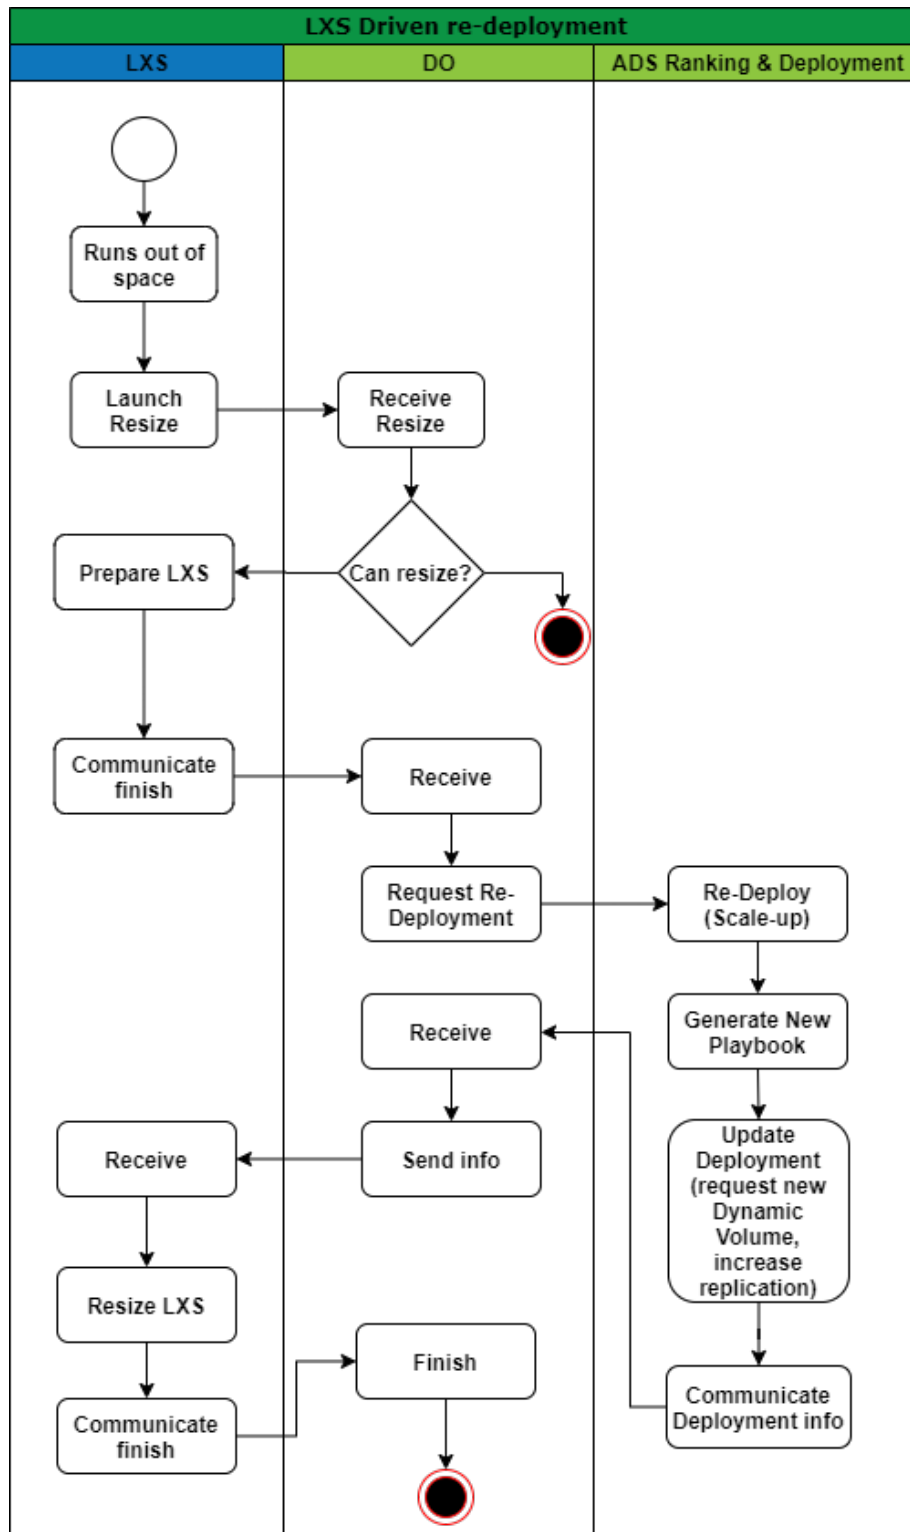 LXS Driven re-deployment
LXS
DO
ADS Ranking & Deployment
Runs out of
space
Launch
Resize
Receive
Resize
Prepare LXS
Can resize?
Communicate
finish
Receive
Request Re-
Deployment
Re-Deploy
(Scale-up)
Receive
Generate New
Playbook
Receive
Send info
Update
Deployment
(request new
Dynamic
Volume,
increase
replication)
Resize LXS
Finish
Communicate
Deployment info
Communicate
finish